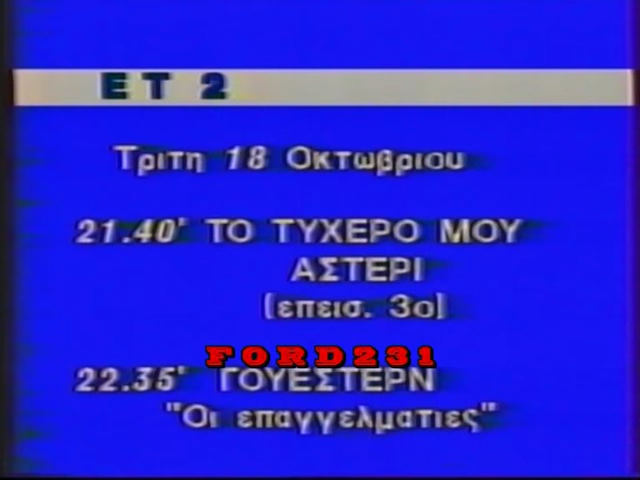 ΕΤ 2
Τριτη 18 Οκτωβριου
21.40' ΤΟ ΤΥΧΕΡΟ ΜΟΥ
ΑΣΤΕΡΙ
(επεισ. 3ο)
FORD231
22.35' ΓΟΥΕΣΤΕΡΝ
"Οι επαγγελματιες"